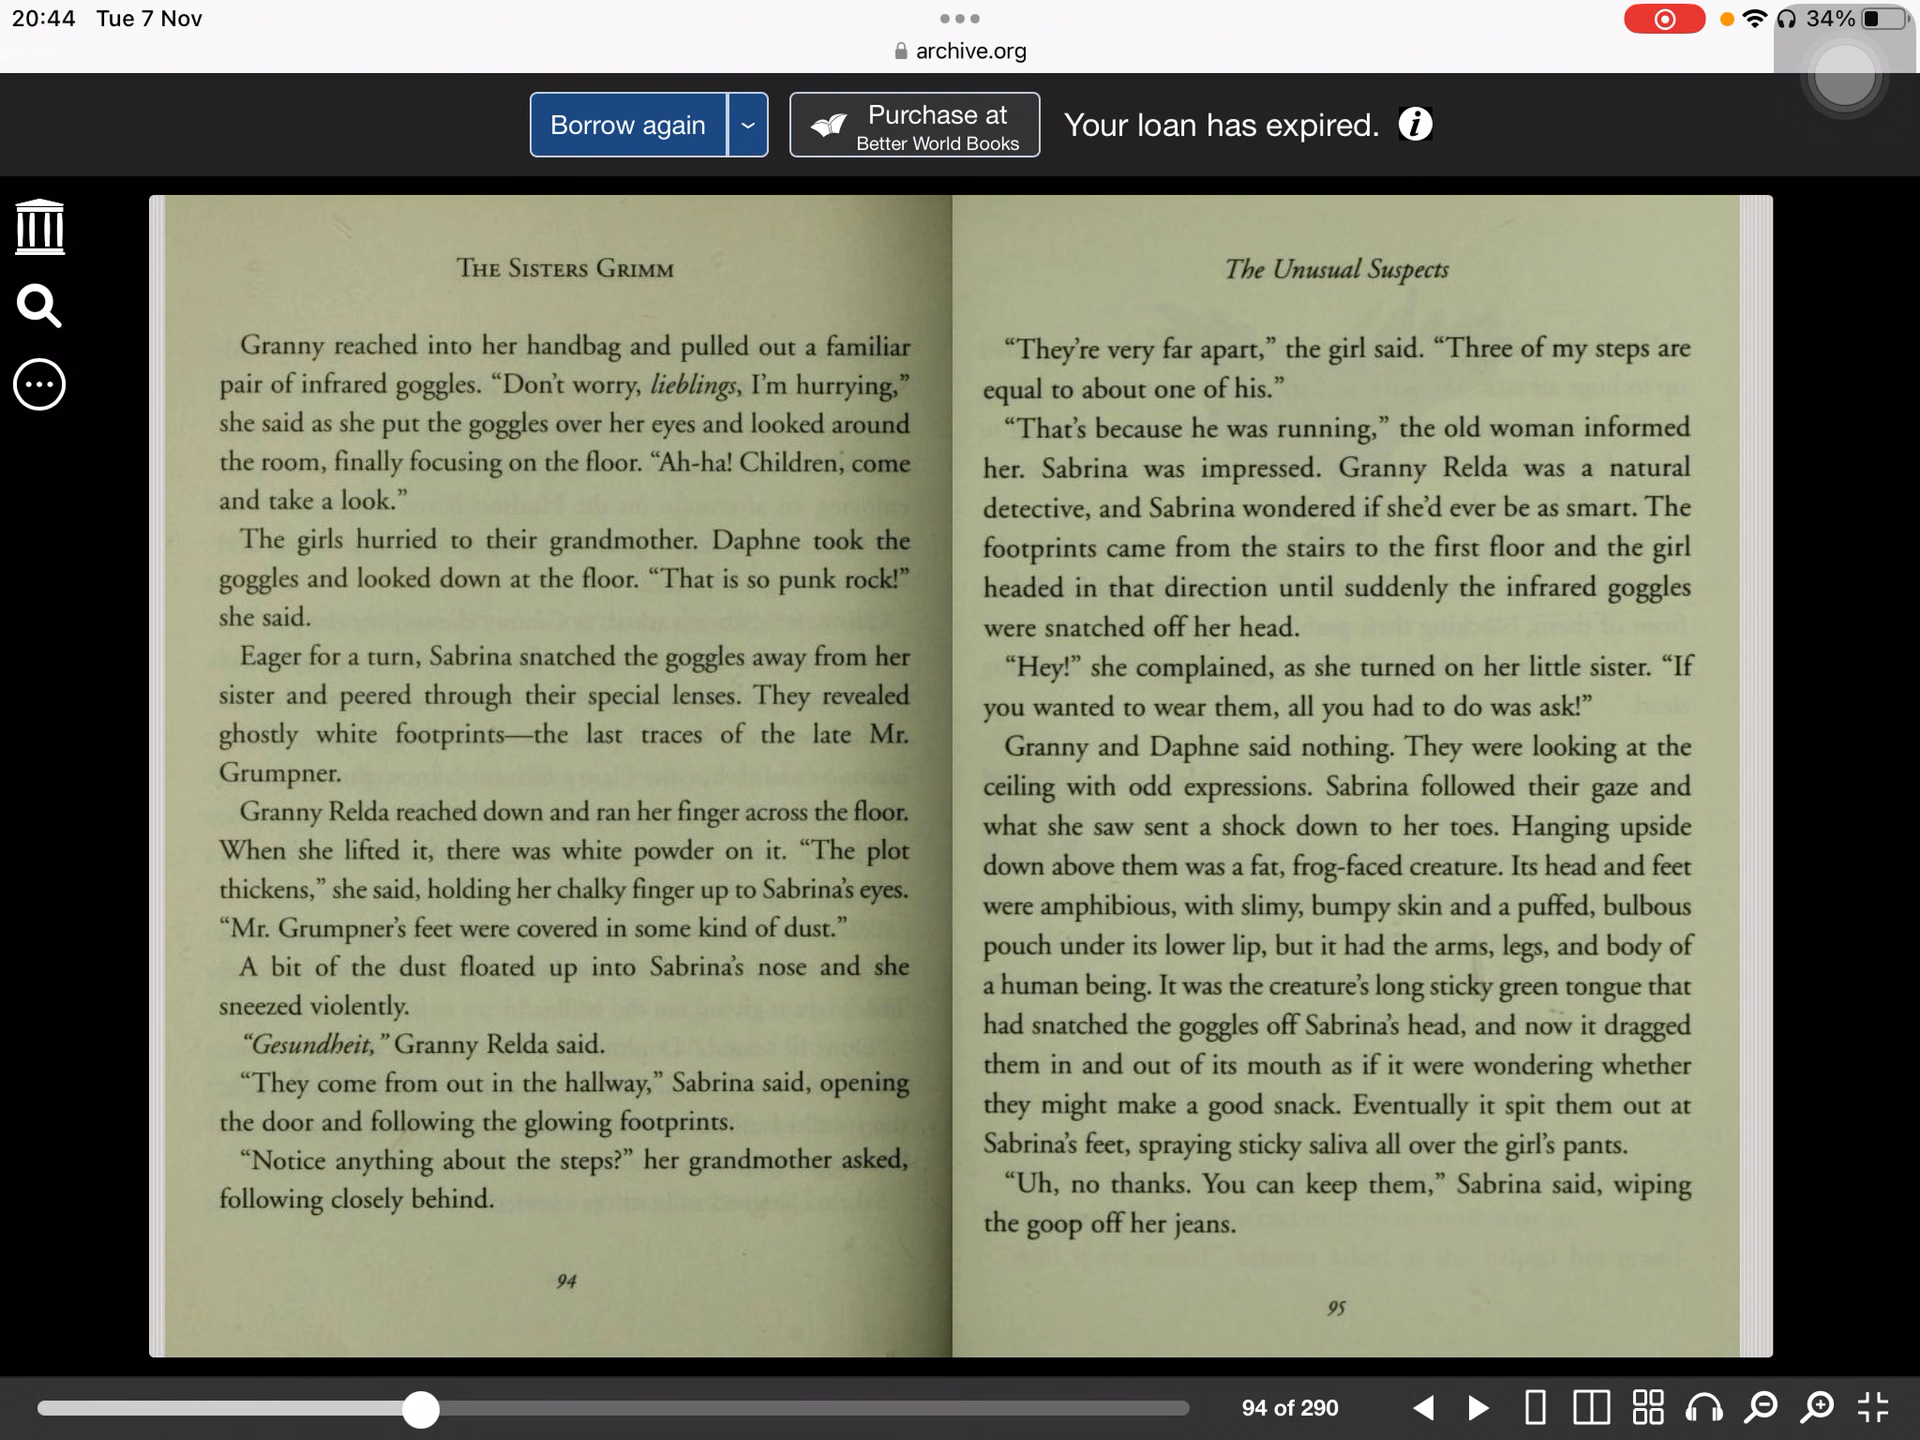 20:44 Tue 7 Nov
34%
archive.org
Borrow again
Purchase at
Better World Books
Your loan has expired.
THE SISTERS GRIMM
Granny reached into her handbag and pulled out a familiar
pair of infrared goggles. “Don’t worry, lieblings, I’m hurrying,”
she said as she put the goggles over her eyes and looked around
the room, finally focusing on the floor. “Ah-ha! Children, come
and take a look.”
The girls hurried to their grandmother. Daphne took the
goggles and looked down at the floor. “That is so punk rock!”
she said.
Eager for a turn, Sabrina snatched the goggles away from her
sister and peered through their special lenses. They revealed
ghostly white footprints—the last traces of the late Mr.
Grumpner.
Granny Relda reached down and ran her finger across the floor.
When she lifted it, there was white powder on it. “The plot
thickens,” she said, holding her chalky finger up to Sabrina’s eyes.
“Mr. Grumpner’s feet were covered in some kind of dust.”
A bit of the dust floated up into Sabrina’s nose and she
sneezed violently.
“Gesundheit,” Granny Relda said.
“They come from out in the hallway,” Sabrina said, opening
the door and following the glowing footprints.
“Notice anything about the steps?” her grandmother asked,
following closely behind.
94
The Unusual Suspects
“They’re very far apart,” the girl said. “Three of my steps are
equal to about one of his.”
“That’s because he was running,” the old woman informed
her. Sabrina was impressed. Granny Relda was a natural
detective, and Sabrina wondered if she’d ever be as smart. The
footprints came from the stairs to the first floor and the girl
headed in that direction until suddenly the infrared goggles
were snatched off her head.
“Hey!” she complained, as she turned on her little sister. “If
you wanted to wear them, all you had to do was ask!”
Granny and Daphne said nothing. They were looking at the
ceiling with odd expressions. Sabrina followed their gaze and
what she saw sent a shock down to her toes. Hanging upside
down above them was a fat, frog-faced creature. Its head and feet
were amphibious, with slimy, bumpy skin and a puffed, bulbous
pouch under its lower lip, but it had the arms, legs, and body of
a human being. It was the creature’s long sticky green tongue that
had snatched the goggles off Sabrina’s head, and now it dragged
them in and out of its mouth as if it were wondering whether
they might make a good snack. Eventually it spit them out at
Sabrina’s feet, spraying sticky saliva all over the girl’s pants.
“Uh, no thanks. You can keep them,” Sabrina said, wiping
the goop off her jeans.
95
94 of 290